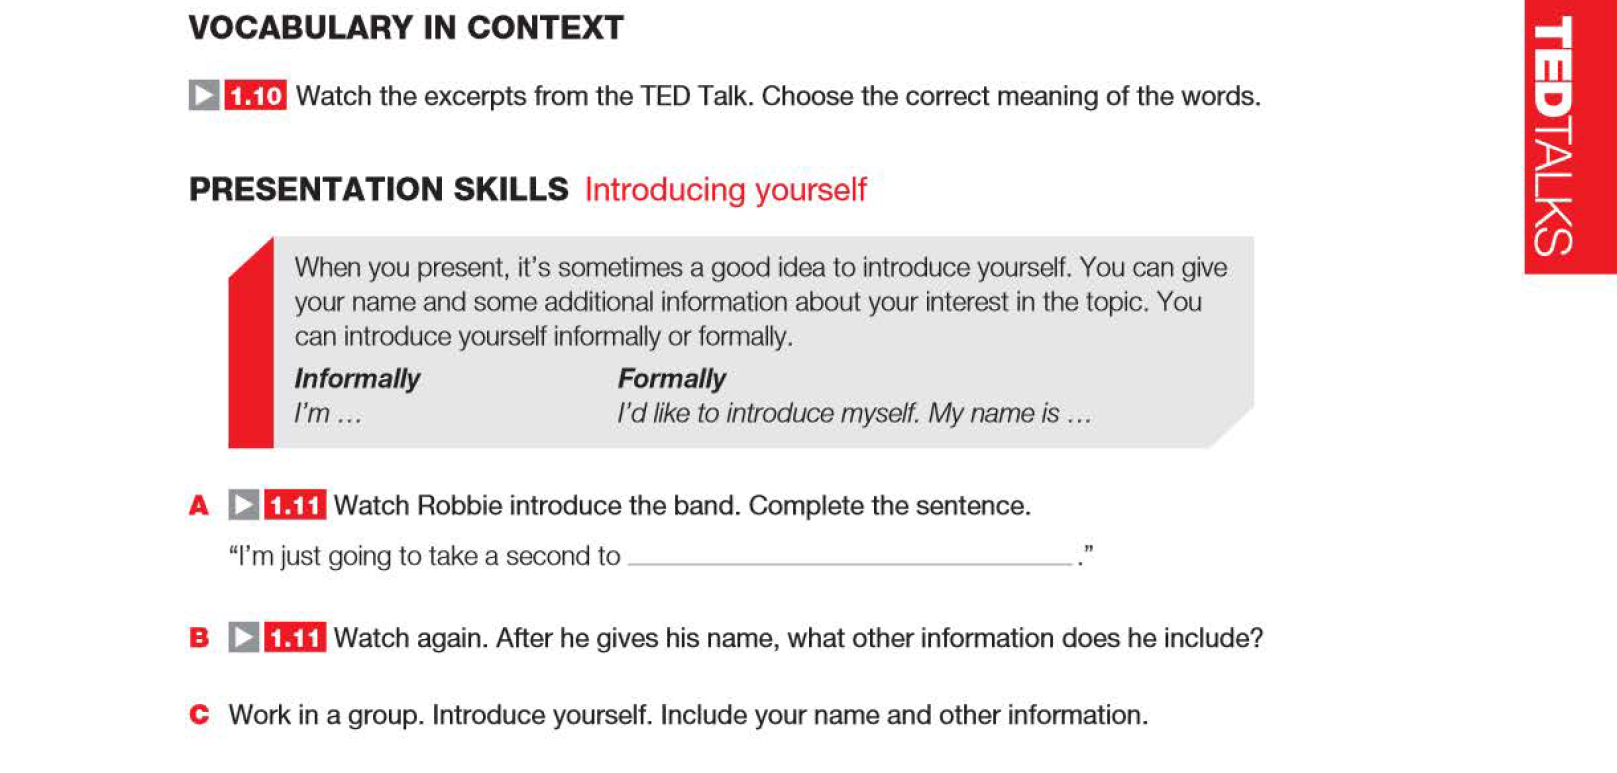 VOCABULARY IN CONTEXT
1.10 Watch the excerpts from the TED Talk. Choose the correct meaning of the words.
PRESENTATION SKILLS Introducing yourself
When you present, it's sometimes a good idea to introduce yourself. You can give
your name and some additional information about your interest in the topic. You
can introduce yourself informally or formally.
Informally Formally
I'm … I'd like to introduce myself. My name is …
A 1.11 Watch Robbie introduce the band. Complete the sentence.
“I'm just going to take a second to ______________________________ .”
B 1.11 Watch again. After he gives his name, what other information does he include?
C Work in a group. Introduce yourself. Include your name and other information.
TEDTALKS